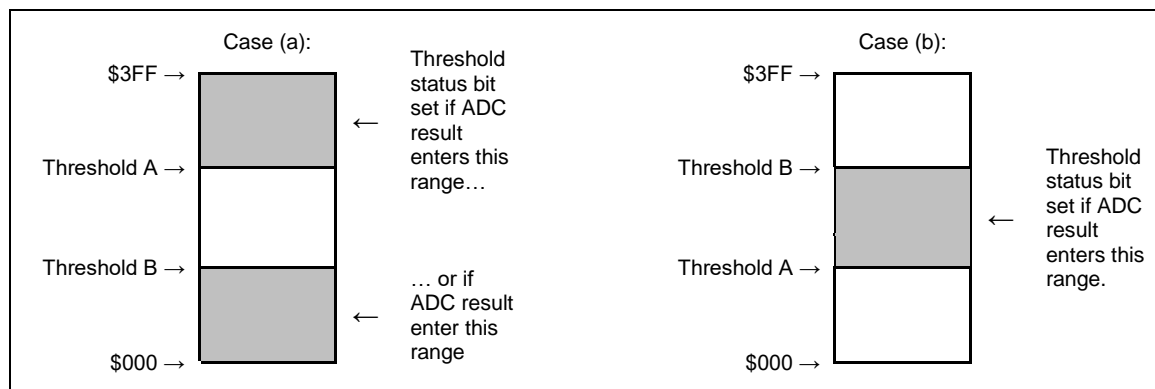 Case (a):
$3FF →
Threshold
status bit
set if ADC
result
enters this
range…
←
Threshold A →
Threshold B →
… or if
ADC result
enter this
range
←
$000 →
Case (b):
$3FF →
Threshold B →
Threshold
status bit
set if ADC
result
enters this
range.
←
Threshold A →
$000 →